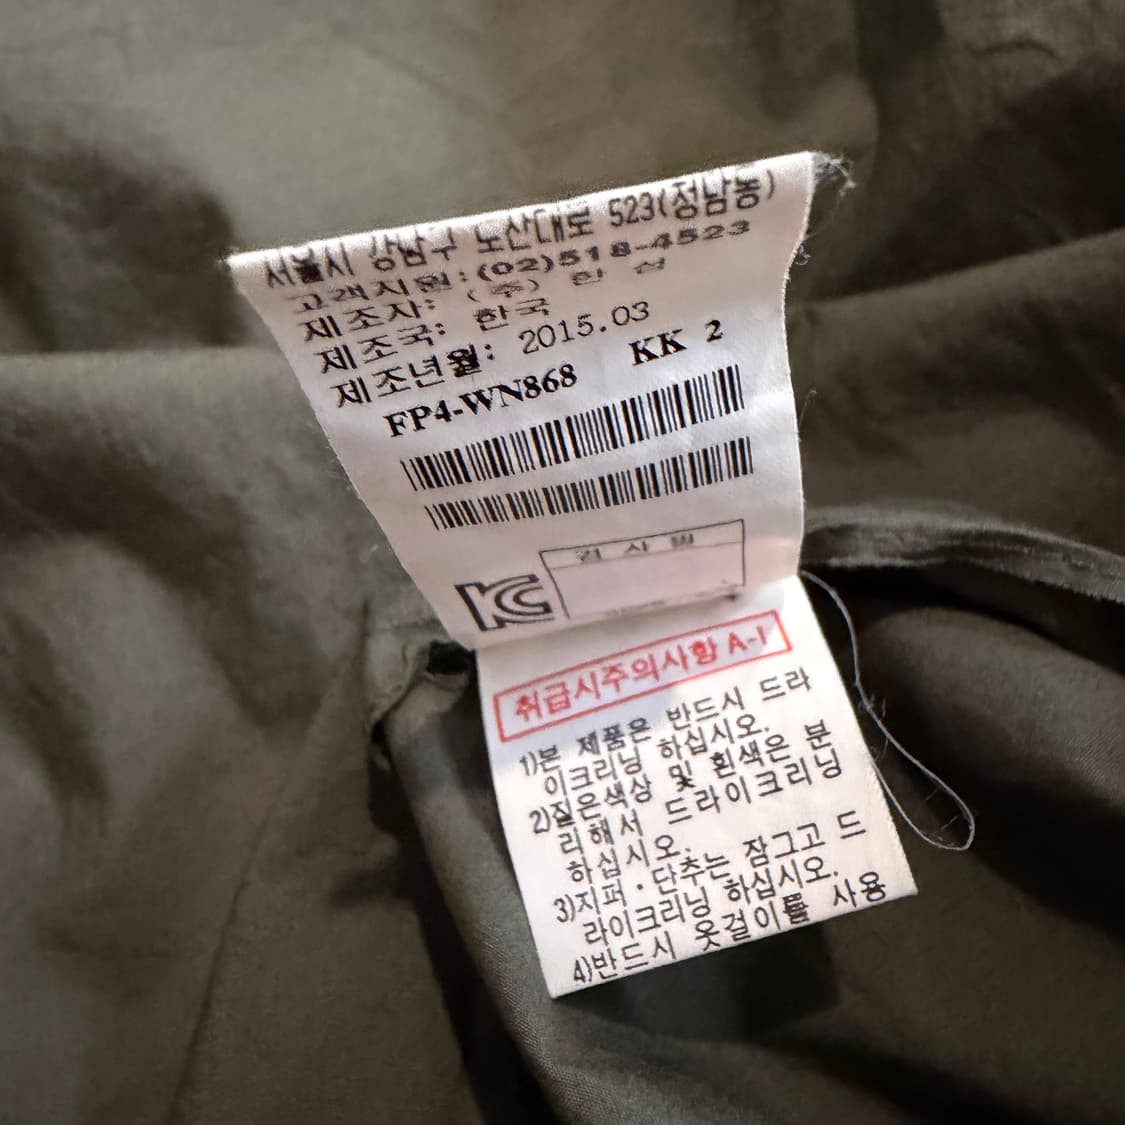 서울시 강남구 노산대로 523(정남농)
고객지원:(02)518-4523
제조자: (주) 한 섬
제조국: 한국
제조년월: 2015.03
FP4-WN868 KK 2
검 사 필
KC
취급시주의사항 A-1
1)본 제품은 반드시 드라
이크리닝 하십시오.
2)짙은색상 및 흰색은 분
리해서 드라이크리닝
하십시오.
3)지퍼·단추는 잠그고 드
라이크리닝 하십시오.
4)반드시 옷걸이를 사용